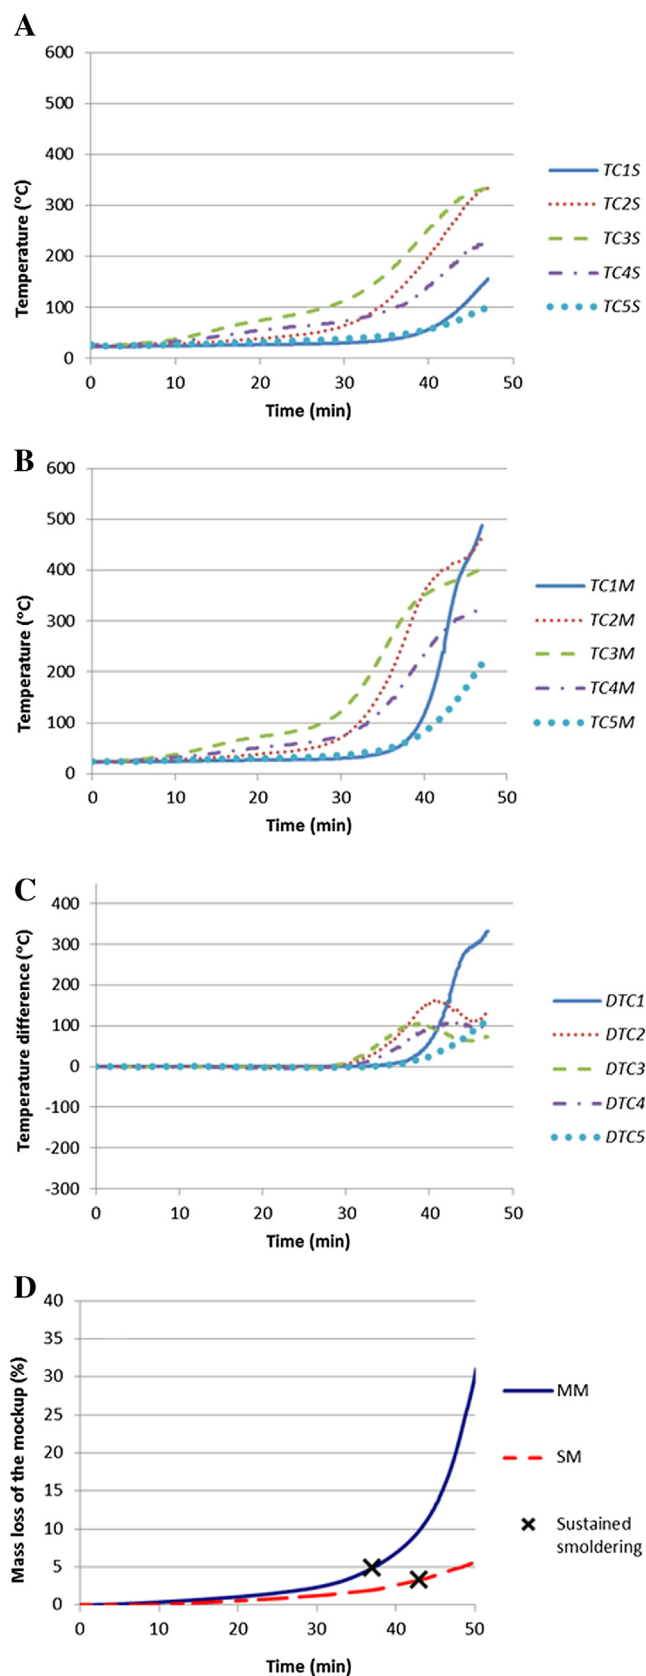 A
600
500
400
300
200
100
0
Temperature (°C)
0 10 20 30 40 50
Time (min)
TC1S
TC2S
TC3S
TC4S
TC5S
B
600
500
400
300
200
100
0
Temperature (°C)
0 10 20 30 40 50
Time (min)
TC1M
TC2M
TC3M
TC4M
TC5M
C
400
300
200
100
0
-100
-200
-300
Temperature difference (°C)
0 10 20 30 40 50
Time (min)
DTC1
DTC2
DTC3
DTC4
DTC5
D
40
35
30
25
20
15
10
5
0
Mass loss of the mockup (%)
0 10 20 30 40 50
Time (min)
MM
SM
Sustained
smoldering